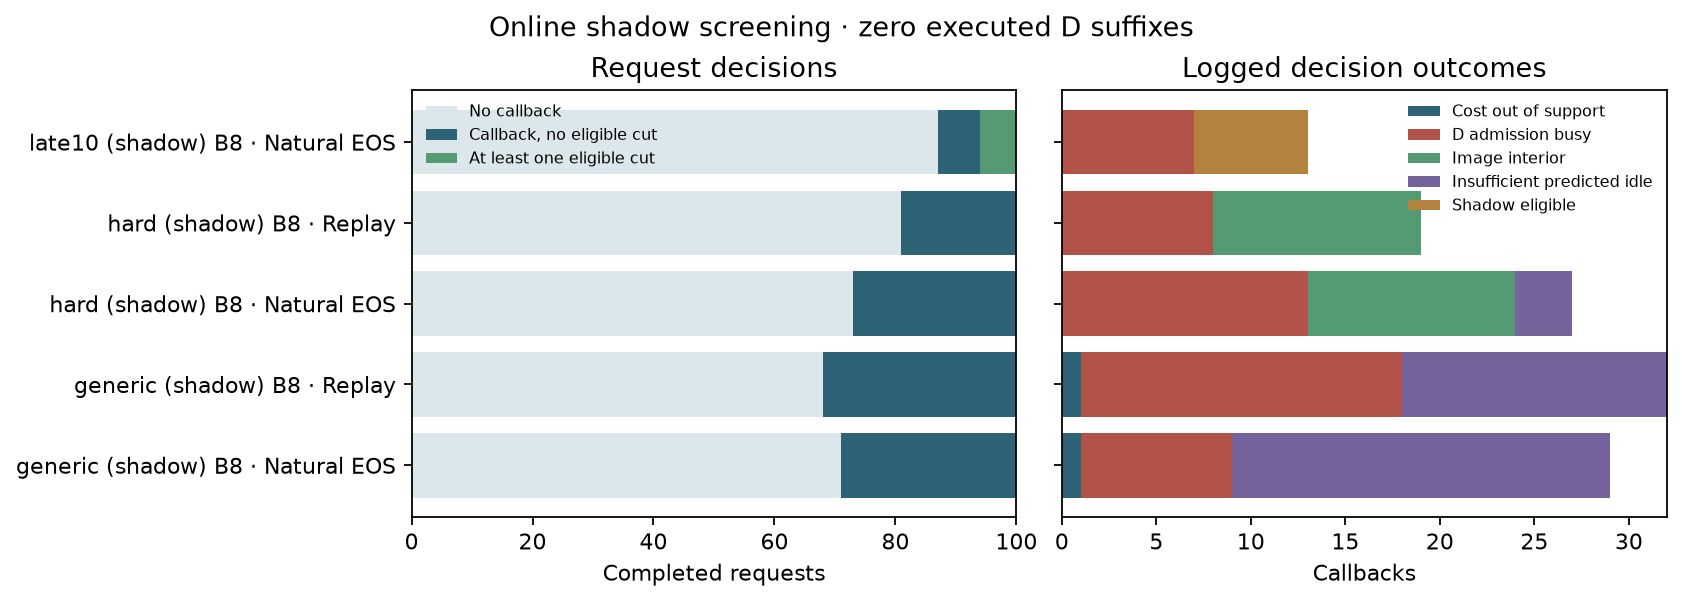 Online shadow screening · zero executed D suffixes
Request decisions
Logged decision outcomes
No callback
Callback, no eligible cut
At least one eligible cut
Cost out of support
D admission busy
Image interior
Insufficient predicted idle
Shadow eligible
late10 (shadow) B8 · Natural EOS
hard (shadow) B8 · Replay
hard (shadow) B8 · Natural EOS
generic (shadow) B8 · Replay
generic (shadow) B8 · Natural EOS
0 20 40 60 80 100
0 5 10 15 20 25 30
Completed requests
Callbacks